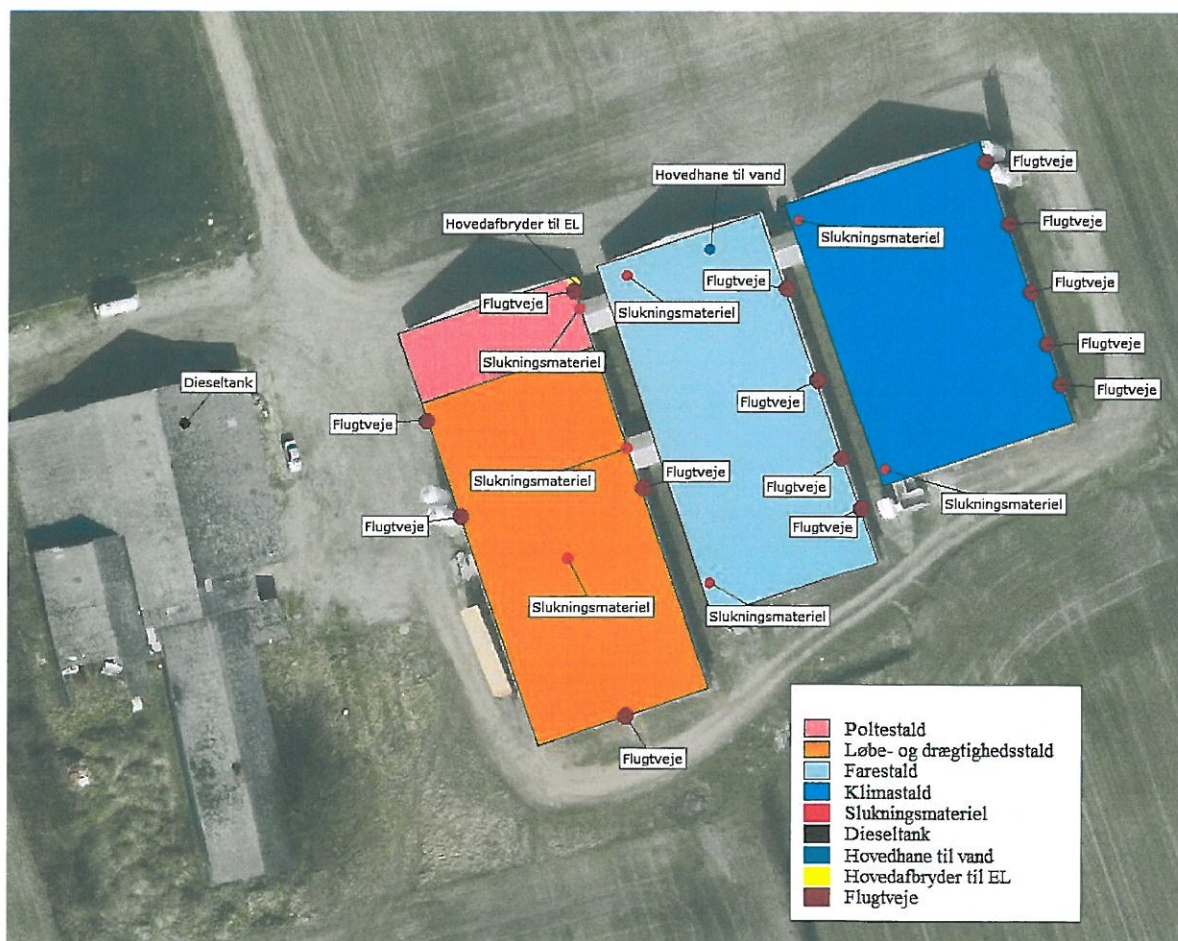 Flugtveje
Hovedhane til vand
Flugtveje
Hovedafbryder til EL
Slukningsmateriel
Flugtveje
Flugtveje
Flugtveje
Slukningsmateriel
Flugtveje
Slukningsmateriel
Dieseltank
Flugtveje
Flugtveje
Flugtveje
Flugtveje
Slukningsmateriel
Flugtveje
Slukningsmateriel
Flugtveje
Flugtveje
Slukningsmateriel
Slukningsmateriel
Flugtveje
Poltestald
Løbe- og drægtighedsstald
Farestald
Klimastald
Slukningsmateriel
Dieseltank
Hovedhane til vand
Hovedafbryder til EL
Flugtveje